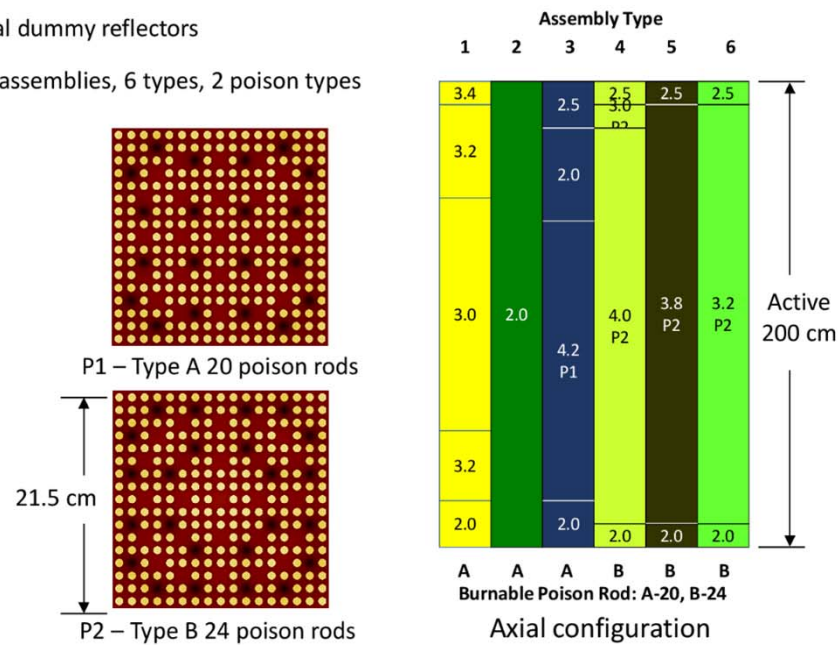 al dummy reflectors
assemblies, 6 types, 2 poison types
P1 – Type A 20 poison rods
21.5 cm
P2 – Type B 24 poison rods
Assembly Type
1 2 3 4 5 6
3.4
3.2
3.0
3.2
2.0
2.0
2.5
2.0
4.2
P1
2.0
2.5
3.0
P2
4.0
P2
2.0
2.5
3.8
P2
2.0
2.5
3.2
P2
2.0
Active
200 cm
A A A B B B
Burnable Poison Rod: A-20, B-24
Axial configuration